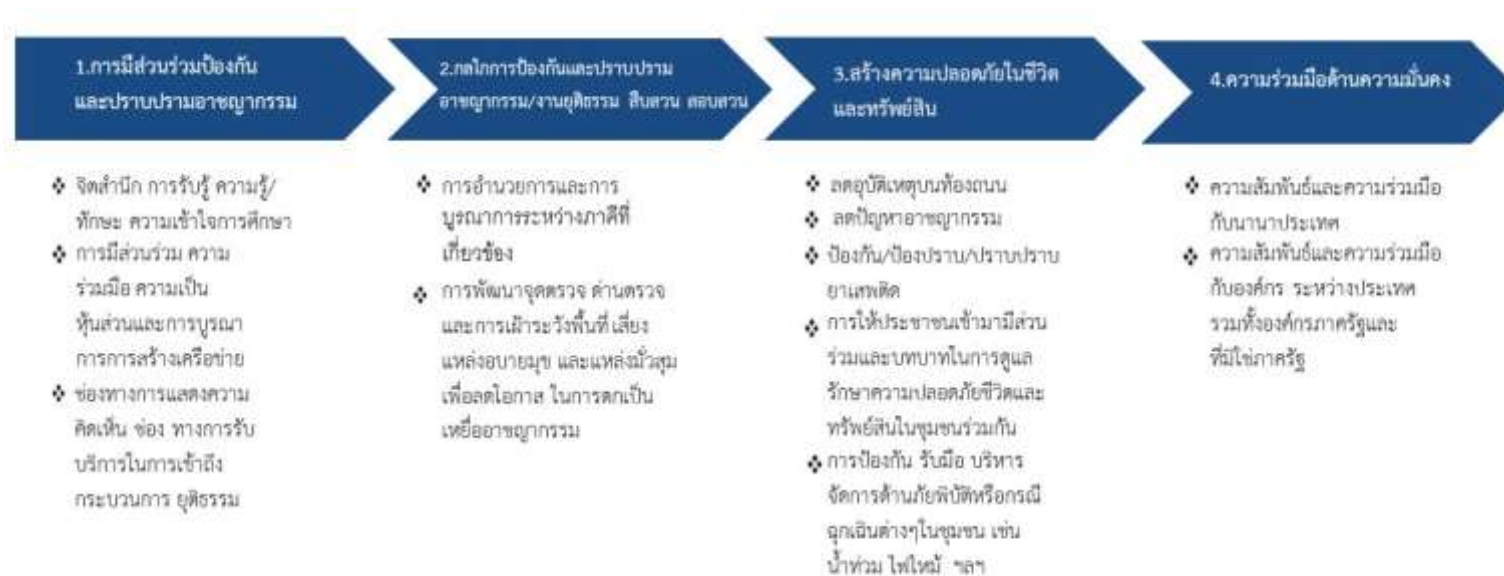 1.การมีส่วนร่วมป้องกัน
และปราบปรามอาชญากรรม
❖ จิตสำนึก การรับรู้ ความรู้/
ทักษะ ความเข้าใจการศึกษา
❖ การมีส่วนร่วม ความ
ร่วมมือ ความเป็น
หุ้นส่วนและการบูรณา
การการสร้างเครือข่าย
❖ ช่องทางการแสดงความ
คิดเห็น ช่อง ทางการรับ
บริการในการเข้าถึง
กระบวนการ ยุติธรรม
2.กลไกการป้องกันและปราบปราม
อาชญากรรม/งานยุติธรรม สืบสวน สอบสวน
❖ การอำนวยการและการ
บูรณาการระหว่างภาคีที่
เกี่ยวข้อง
❖ การพัฒนาจุดตรวจ ด่านตรวจ
และการเฝ้าระวังพื้นที่ เสี่ยง
แหล่งอบายมุข และแหล่งมั่วสุม
เพื่อลดโอกาส ในการตกเป็น
เหยื่ออาชญากรรม
3.สร้างความปลอดภัยในชีวิต
และทรัพย์สิน
❖ ลดอุบัติเหตุบนท้องถนน
❖ ลดปัญหาอาชญากรรม
❖ ป้องกัน/ป้องปราบ/ปราบปราบ
ยาเสพติด
❖ การให้ประชาชนเข้ามามีส่วน
ร่วมและบทบาทในการดูแล
รักษาความปลอดภัยชีวิตและ
ทรัพย์สินในชุมชนร่วมกัน
❖ การป้องกัน รับมือ บริหาร
จัดการด้านภัยพิบัติหรือกรณี
ฉุกเฉินต่างๆในชุมชน เช่น
น้ำท่วม ไฟไหม้ ฯลฯ
4.ความร่วมมือด้านความมั่นคง
❖ ความสัมพันธ์และความร่วมมือ
กับนานาประเทศ
❖ ความสัมพันธ์และความร่วมมือ
กับองค์กร ระหว่างประเทศ
รวมทั้งองค์กรภาครัฐและ
ที่มิใช่ภาครัฐ